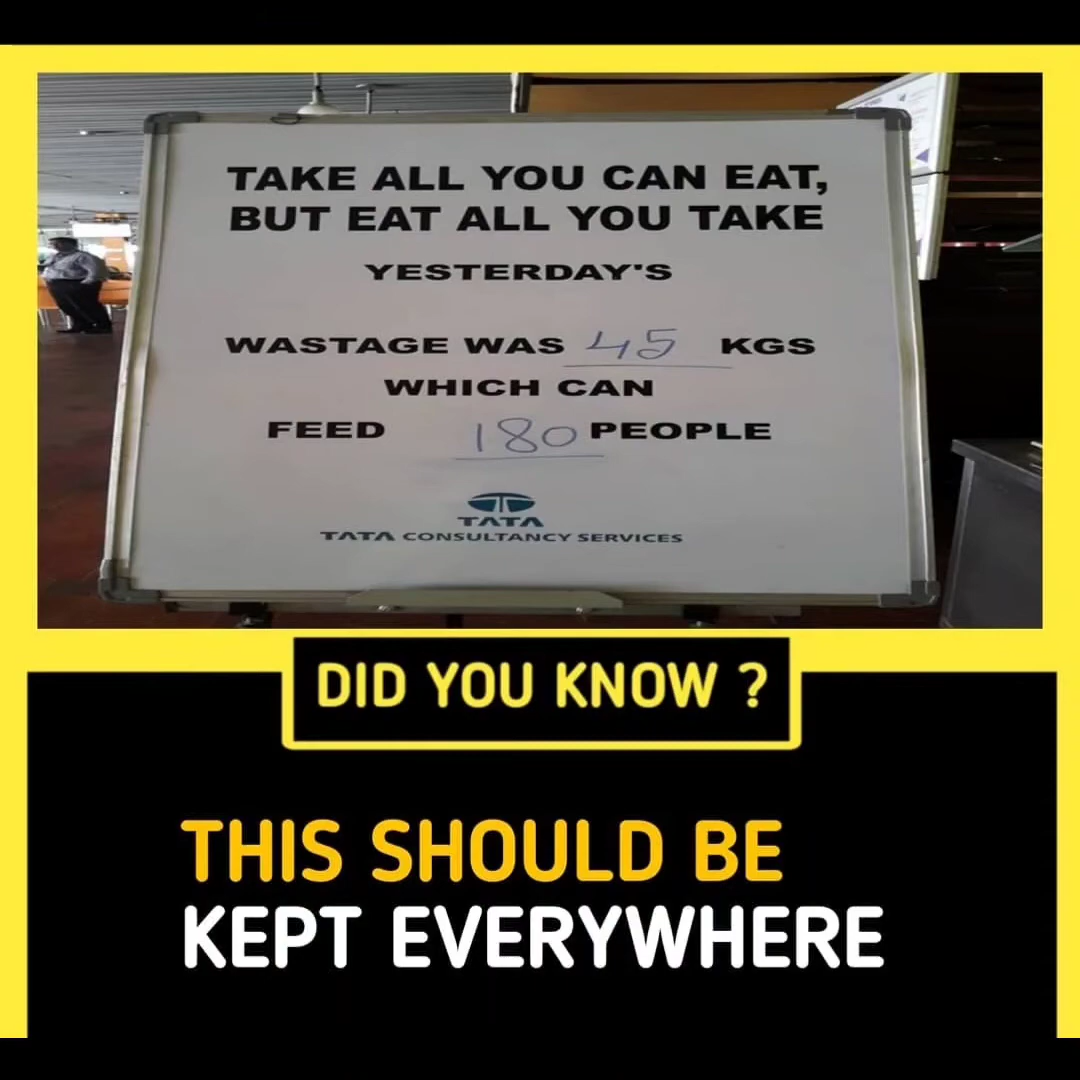 TAKE ALL YOU CAN EAT,
BUT EAT ALL YOU TAKE
YESTERDAY'S
WASTAGE WAS 45 KGS
WHICH CAN
FEED 180 PEOPLE
TATA
TATA CONSULTANCY SERVICES
DID YOU KNOW ?
THIS SHOULD BE
KEPT EVERYWHERE